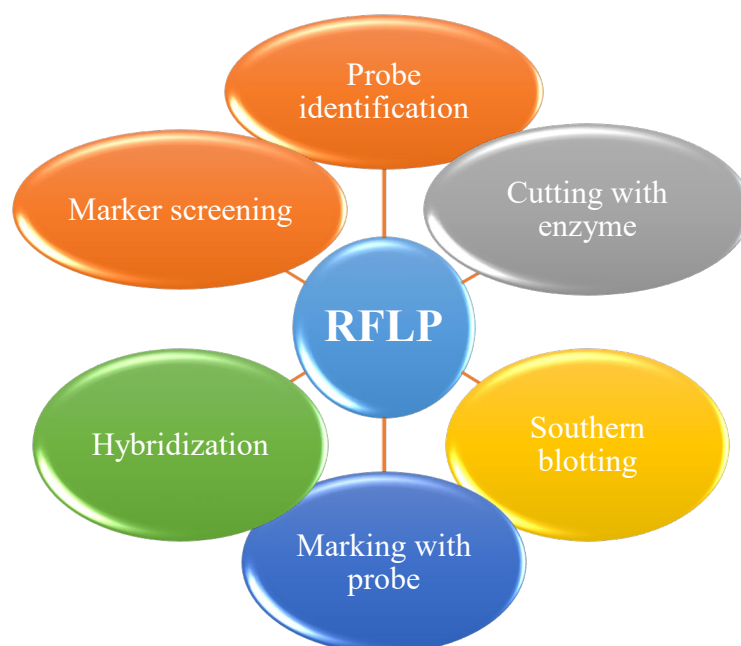 Probe
identification
Cutting with
enzyme
Marker screening
RFLP
Hybridization
Southern
blotting
Marking with
probe